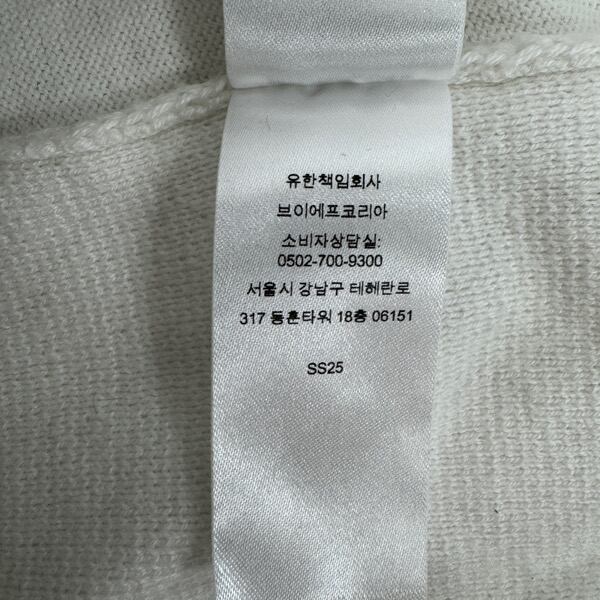 유한책임회사
브이에프코리아
소비자상담실:
0502-700-9300
서울시 강남구 테헤란로
317 동훈타워 18층 06151
SS25